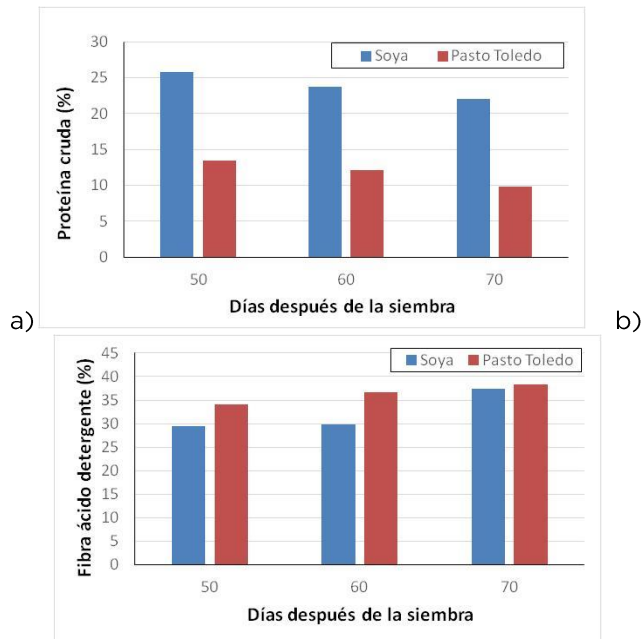 30
25
20
15
10
5
0
Proteína cruda (%)
Soya Pasto Toledo
50 60 70
Días después de la siembra
a)
b)
45
40
35
30
25
20
15
10
5
0
Fibra ácido detergente (%)
Soya Pasto Toledo
50 60 70
Días después de la siembra